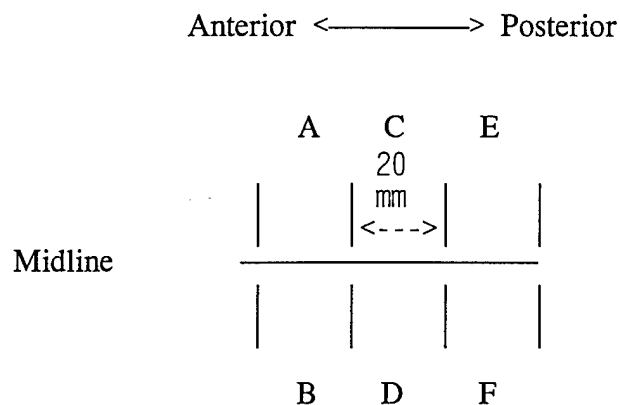 Anterior <----> Posterior
A C E
20
mm
<--->
Midline
B D F